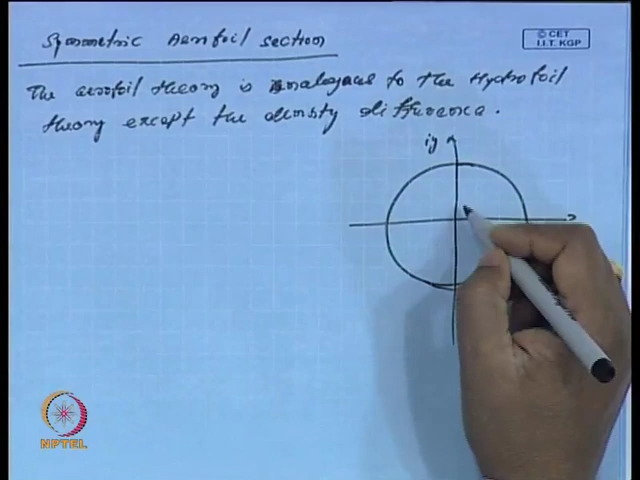 Symmetric Aerofoil section
© CET
I.I.T. KGP
The aerofoil theory is analogous to the Hydrofoil
theory except the density difference.
iy
NPTEL